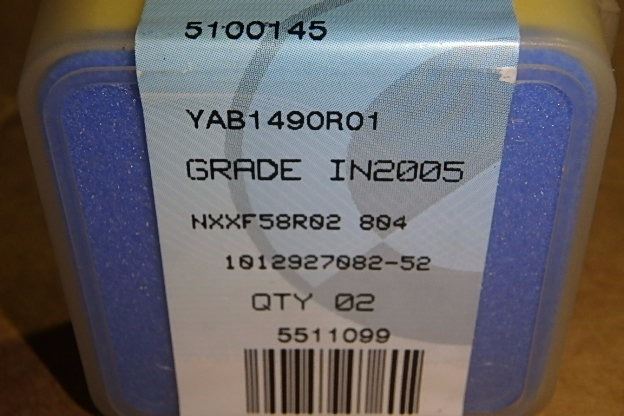 5100145
YAB1490R01
GRADE IN2005
NXXF58R02 804
1012927082-52
QTY 02
5511099